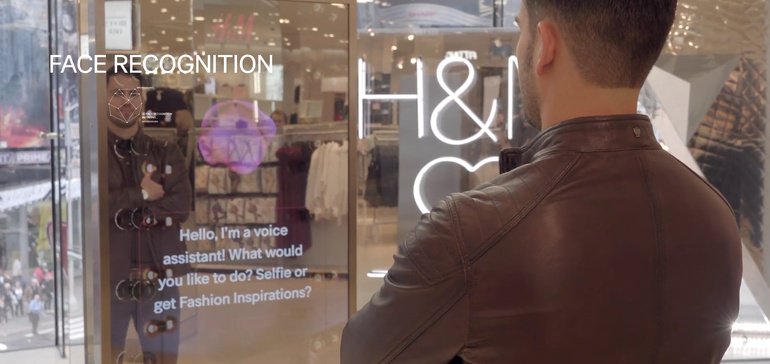 H&M
FACE RECOGNITION
H&M
Hello, I'm a voice
assistant! What would
you like to do? Selfie or
get Fashion Inspirations?